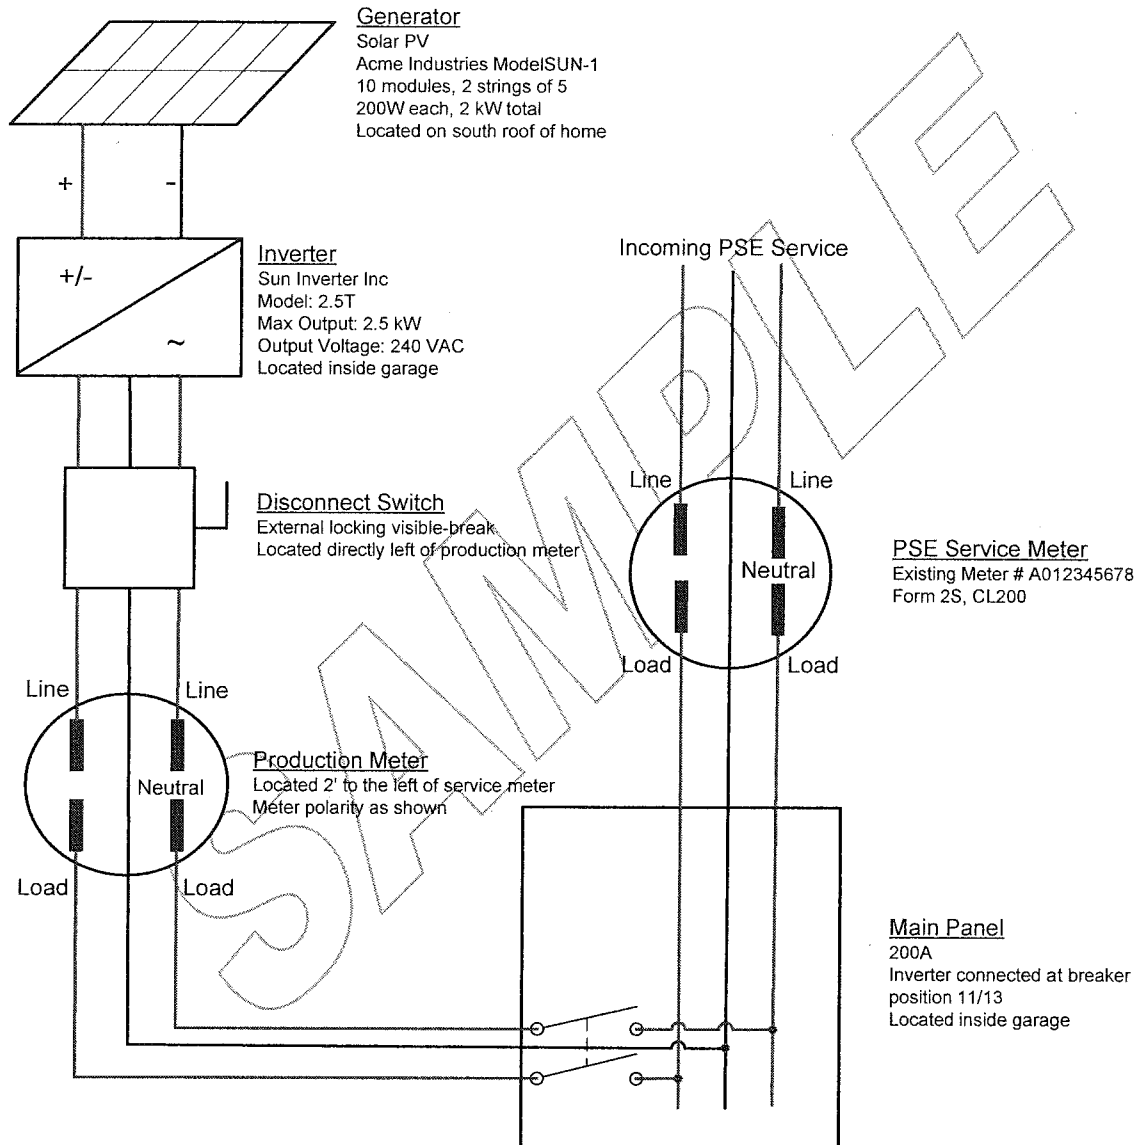 Generator
Solar PV
Acme Industries ModelSUN-1
10 modules, 2 strings of 5
200W each, 2 kW total
Located on south roof of home
+ -
+/-
~
Inverter
Sun Inverter Inc
Model: 2.5T
Max Output: 2.5 kW
Output Voltage: 240 VAC
Located inside garage
Incoming PSE Service
Disconnect Switch
External locking visible-break
Located directly left of production meter
Line Line
Neutral
Load Load
PSE Service Meter
Existing Meter # A012345678
Form 2S, CL200
Line Line
Neutral
Load Load
Production Meter
Located 2' to the left of service meter
Meter polarity as shown
Main Panel
200A
Inverter connected at breaker
position 11/13
Located inside garage
SAMPLE